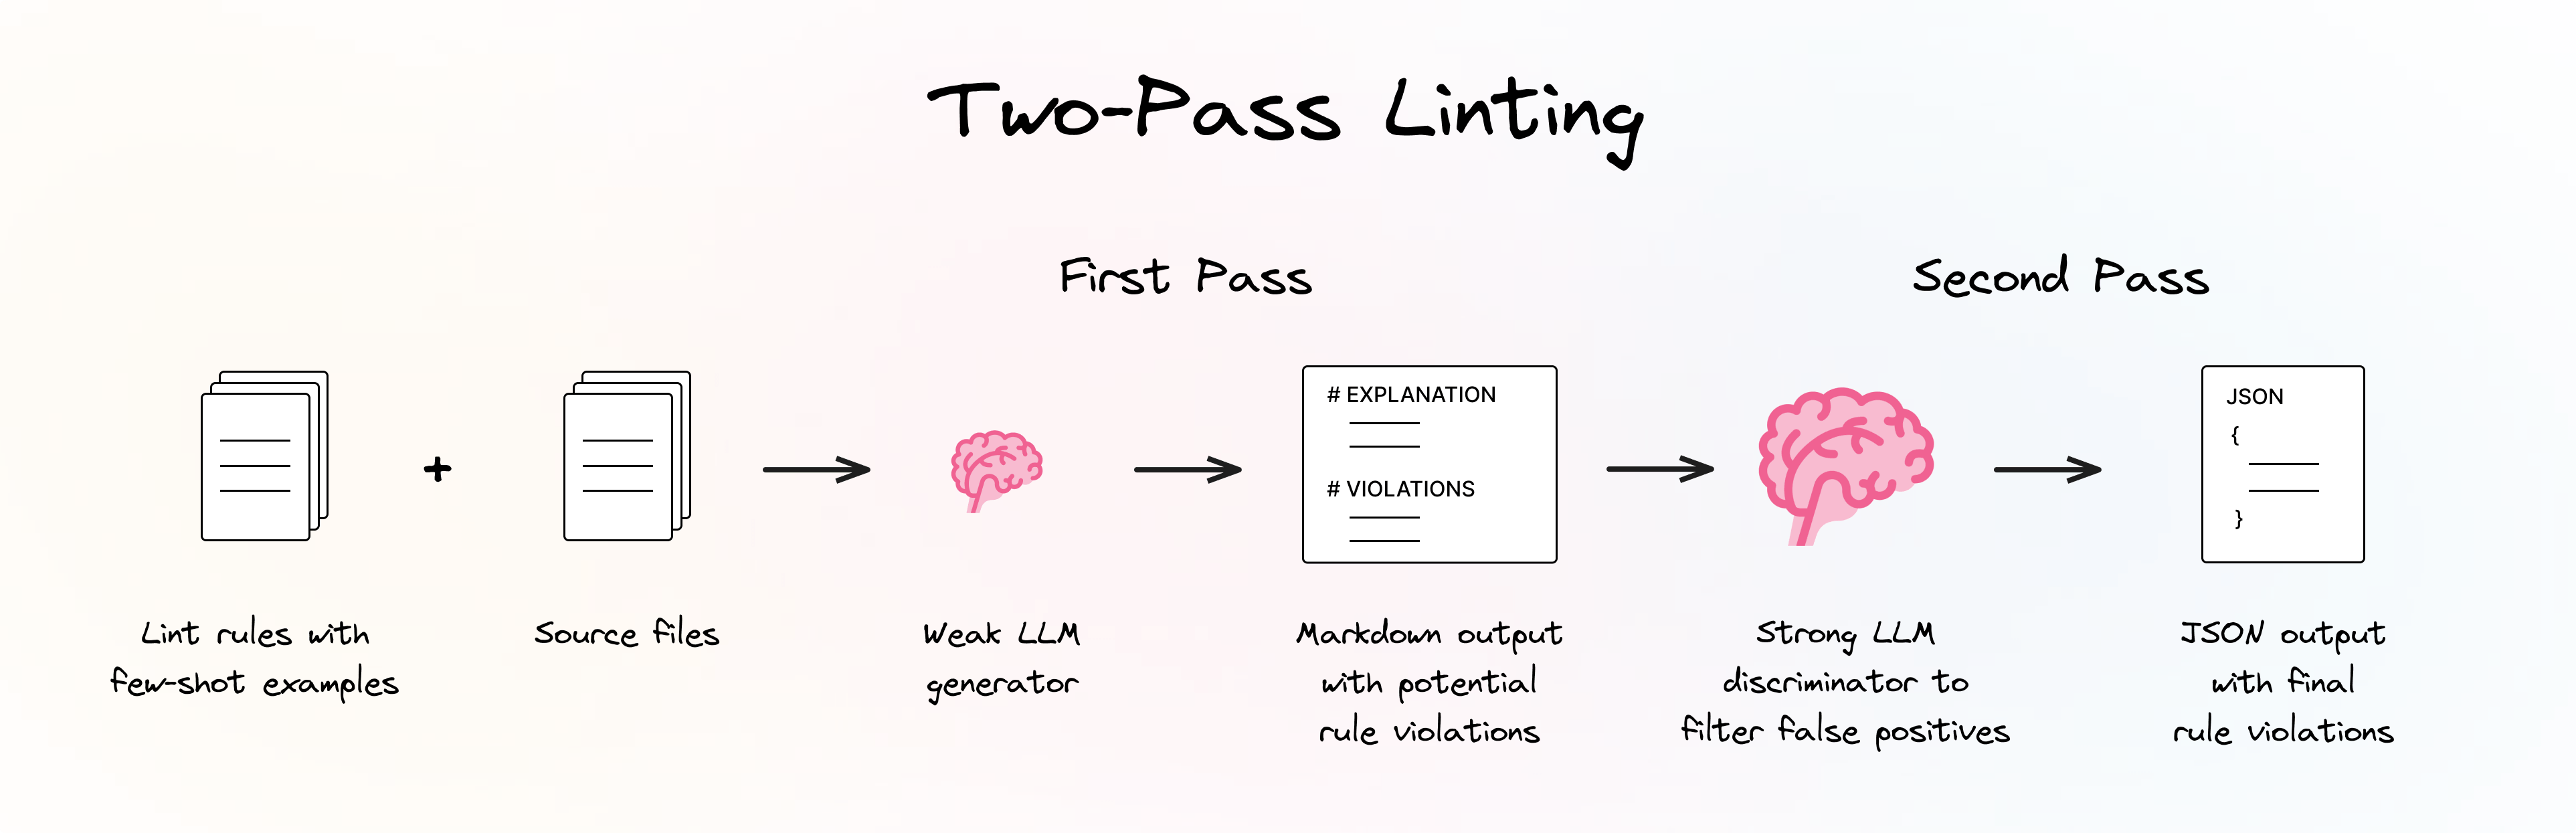 Two-Pass Linting
First Pass
Second Pass
+
# EXPLANATION
# VIOLATIONS
JSON
{
}
Lint rules with
few-shot examples
Source files
Weak LLM
generator
Markdown output
with potential
rule violations
Strong LLM
discriminator to
filter false positives
JSON output
with final
rule violations